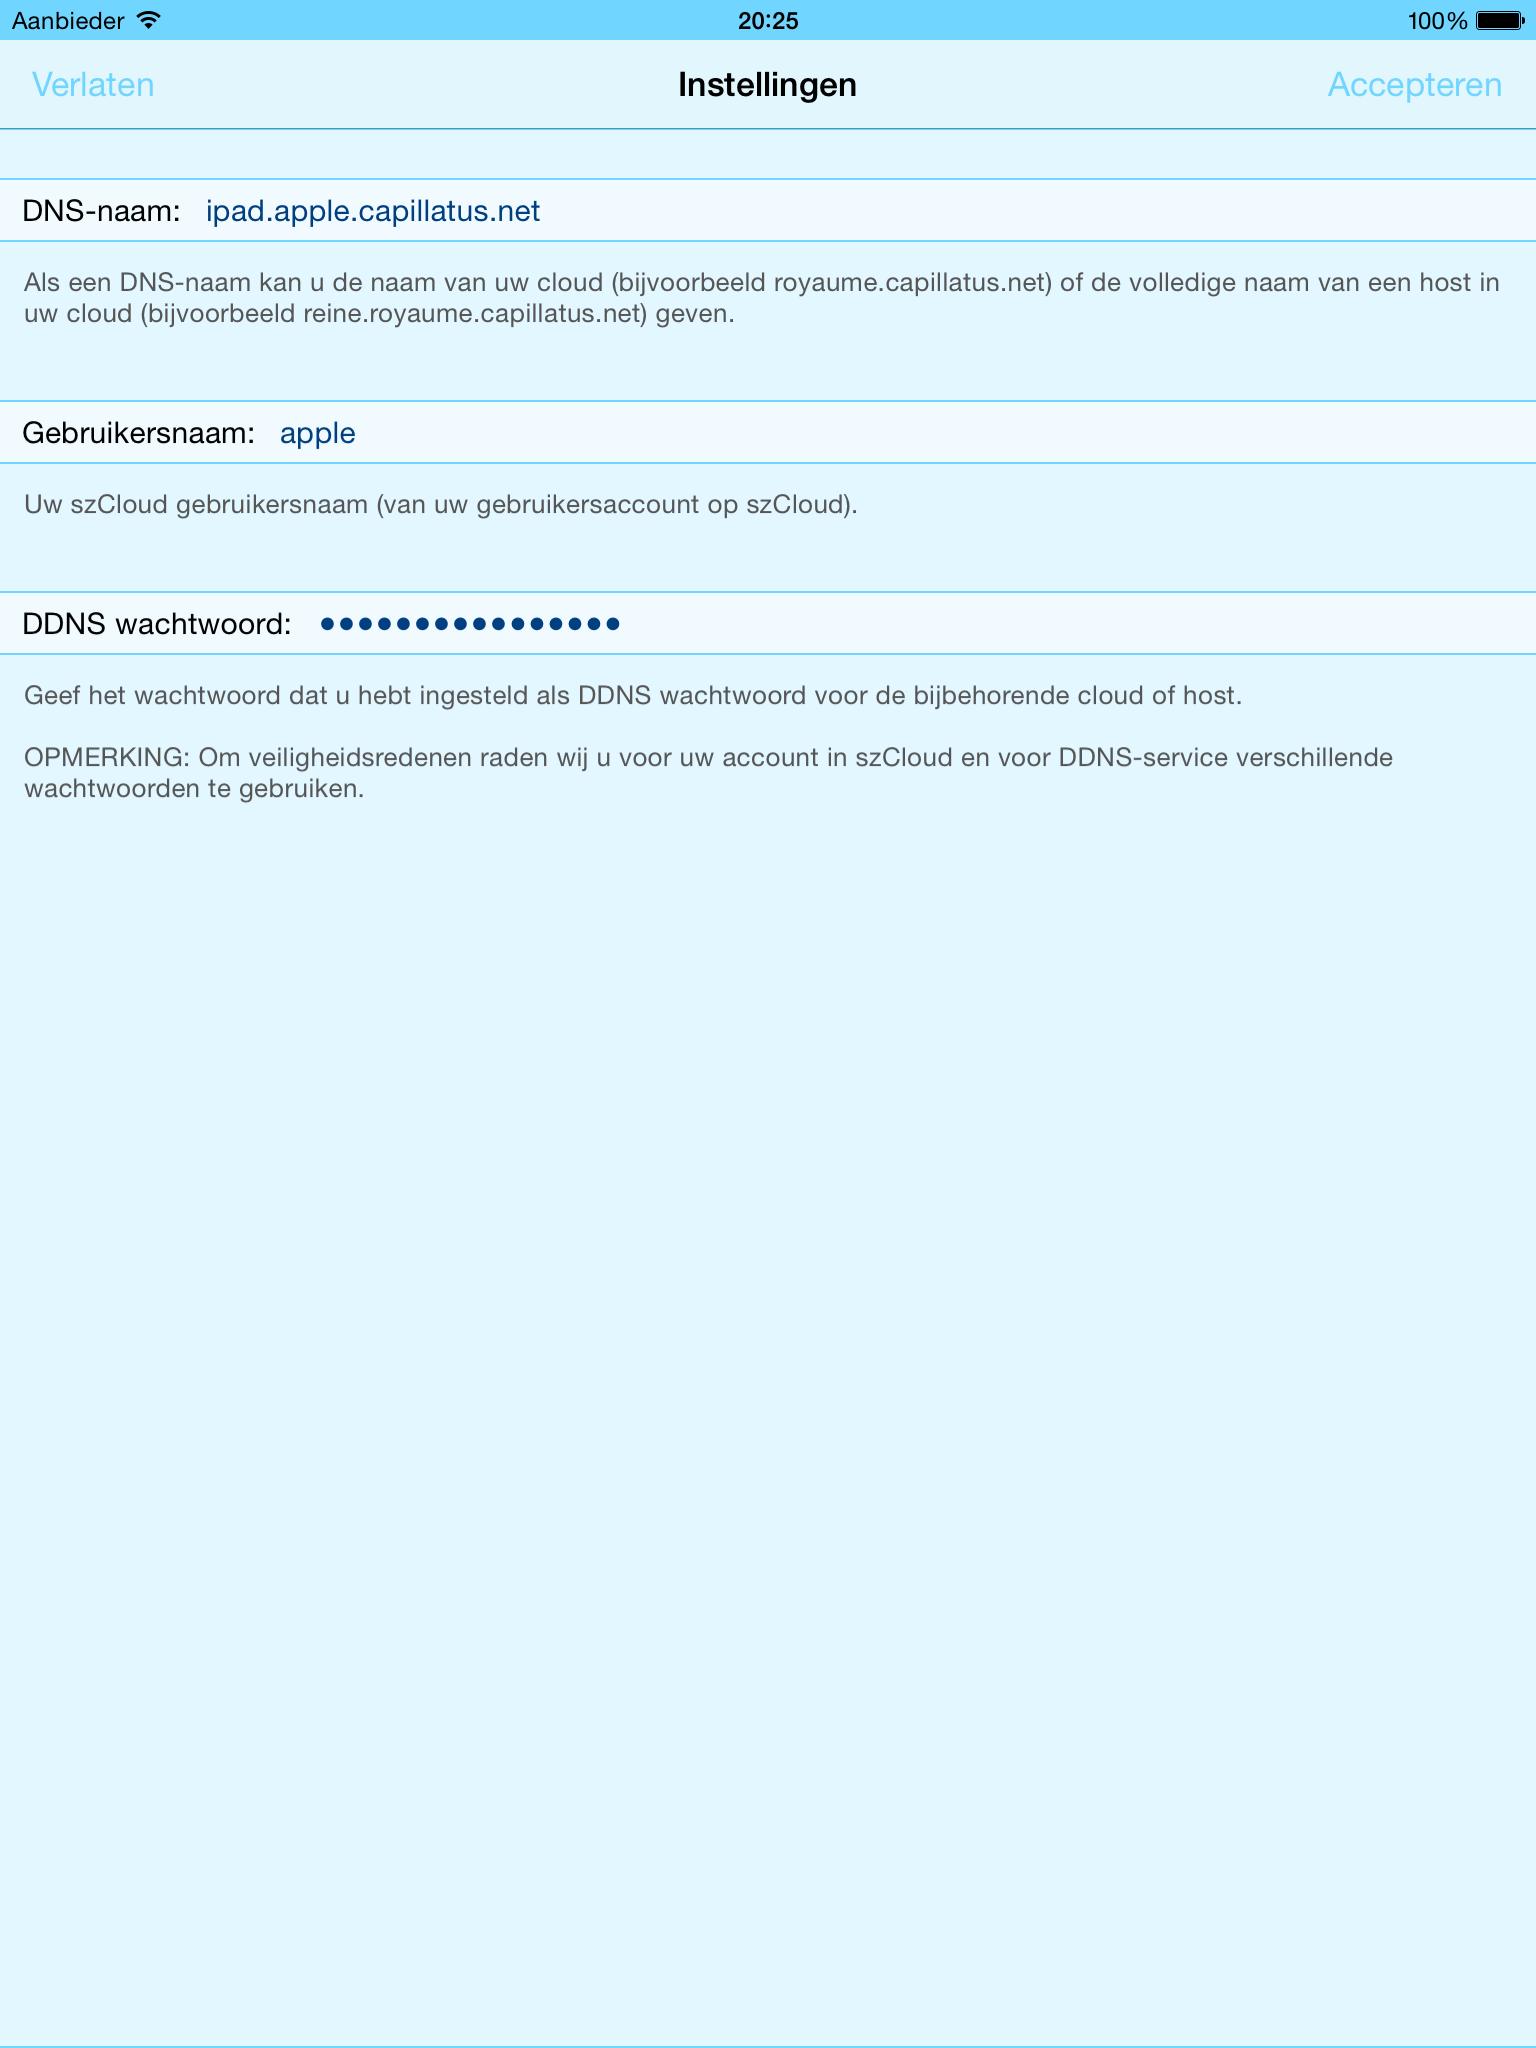 Aanbieder 20:25 100%
Verlaten Instellingen Accepteren
DNS-naam: ipad.apple.capillatus.net
Als een DNS-naam kan u de naam van uw cloud (bijvoorbeeld royaume.capillatus.net) of de volledige naam van een host in
uw cloud (bijvoorbeeld reine.royaume.capillatus.net) geven.
Gebruikersnaam: apple
Uw szCloud gebruikersnaam (van uw gebruikersaccount op szCloud).
DDNS wachtwoord: ••••••••••••••••
Geef het wachtwoord dat u hebt ingesteld als DDNS wachtwoord voor de bijbehorende cloud of host.
OPMERKING: Om veiligheidsredenen raden wij u voor uw account in szCloud en voor DDNS-service verschillende
wachtwoorden te gebruiken.